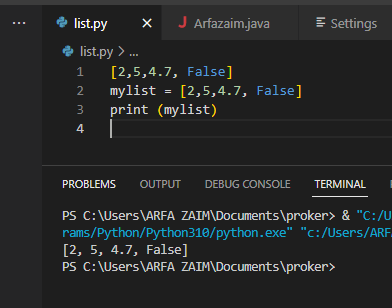 ... list.py X J Arfazaim.java Settings
list.py > ...
1 [2,5,4.7, False]
2 mylist = [2,5,4.7, False]
3 print (mylist)
4
PROBLEMS OUTPUT DEBUG CONSOLE TERMINAL
PS C:\Users\ARFA ZAIM\Documents\proker> & "C:/U
rams/Python/Python310/python.exe" "c:/Users/ARF
[2, 5, 4.7, False]
PS C:\Users\ARFA ZAIM\Documents\proker>